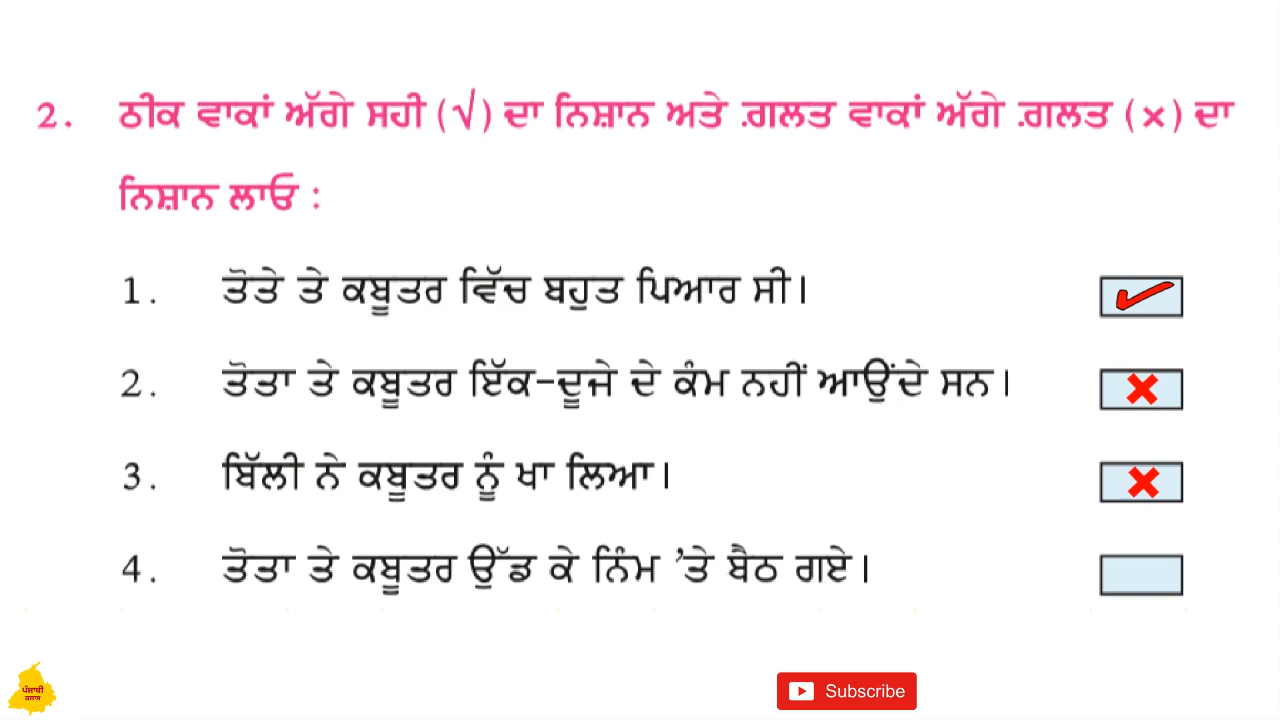 2. ਠੀਕ ਵਾਕਾਂ ਅੱਗੇ ਸਹੀ (√) ਦਾ ਨਿਸ਼ਾਨ ਅਤੇ ਗ਼ਲਤ ਵਾਕਾਂ ਅੱਗੇ ਗ਼ਲਤ (×) ਦਾ
ਨਿਸ਼ਾਨ ਲਾਓ :
1. ਤੋਤੇ ਤੇ ਕਬੂਤਰ ਵਿੱਚ ਬਹੁਤ ਪਿਆਰ ਸੀ। ✓
2. ਤੋਤਾ ਤੇ ਕਬੂਤਰ ਇੱਕ-ਦੂਜੇ ਦੇ ਕੰਮ ਨਹੀਂ ਆਉਂਦੇ ਸਨ। ×
3. ਬਿੱਲੀ ਨੇ ਕਬੂਤਰ ਨੂੰ ਖਾ ਲਿਆ। ×
4. ਤੋਤਾ ਤੇ ਕਬੂਤਰ ਉੱਡ ਕੇ ਨਿੰਮ ’ਤੇ ਬੈਠ ਗਏ।
ਪੰਜਾਬੀ
ਕਲਾਸ
Subscribe